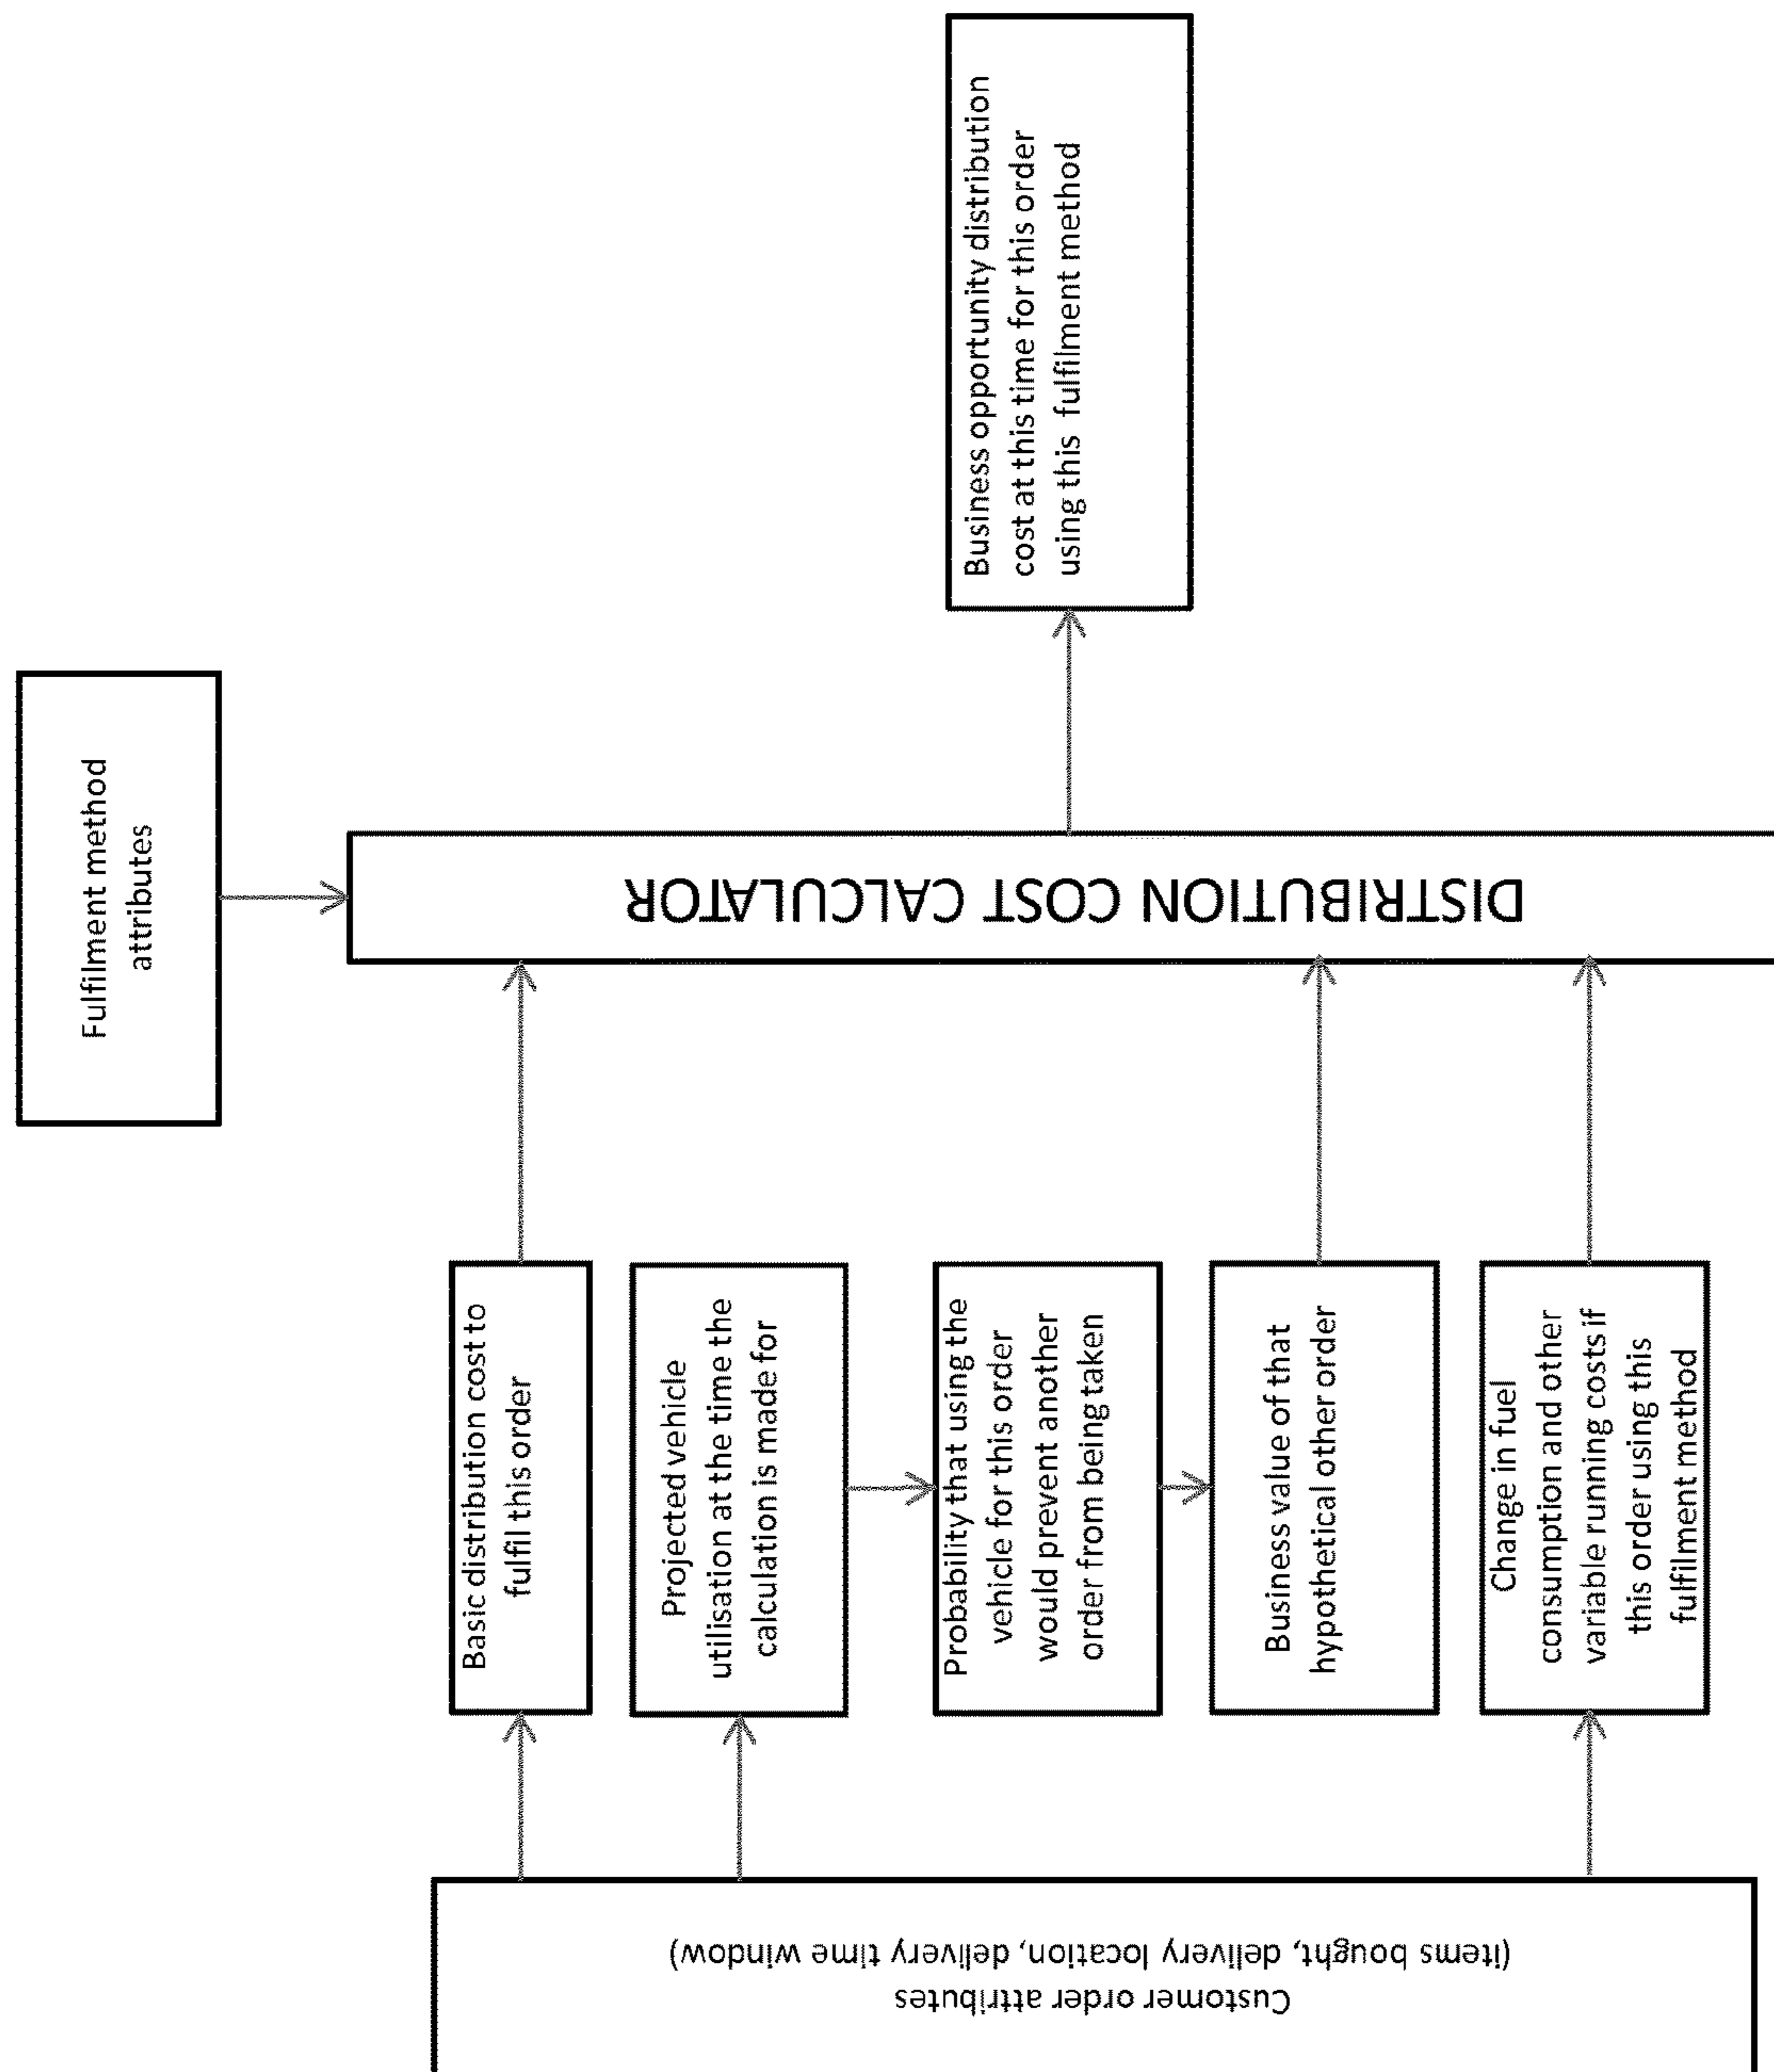 Fulfilment method
attributes
Customer order attributes
(items bought, delivery location, delivery time window)
Basic distribution cost to
fulfil this order
Projected vehicle
utilisation at the time the
calculation is made for
Probability that using the
vehicle for this order
would prevent another
order from being taken
Business value of that
hypothetical other order
Change in fuel
consumption and other
variable running costs if
this order using this
fulfilment method
DISTRIBUTION COST CALCULATOR
Business opportunity distribution
cost at this time for this order
using this fulfilment method